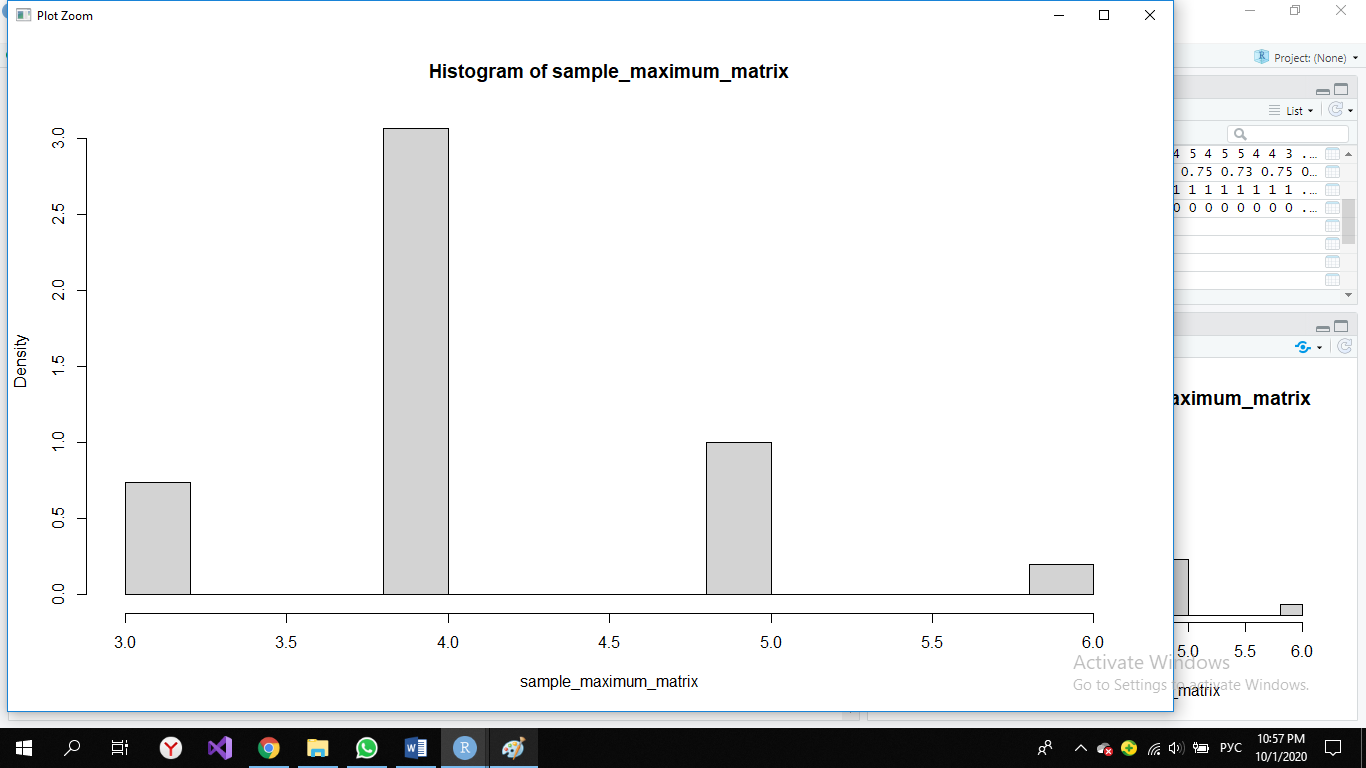 Plot Zoom
Project: (None)
Histogram of sample_maximum_matrix
List
4 5 4 5 5 4 4 3 ...
0.75 0.73 0.75 0...
1 1 1 1 1 1 1 1 ...
0 0 0 0 0 0 0 0 ...
3.0
2.5
2.0
1.5
1.0
0.5
0.0
Density
3.0 3.5 4.0 4.5 5.0 5.5 6.0
sample_maximum_matrix
aximum_matrix
5.0 5.5 6.0
_matrix
Activate Windows
Go to Settings to activate Windows.
РУС
10:57 PM
10/1/2020